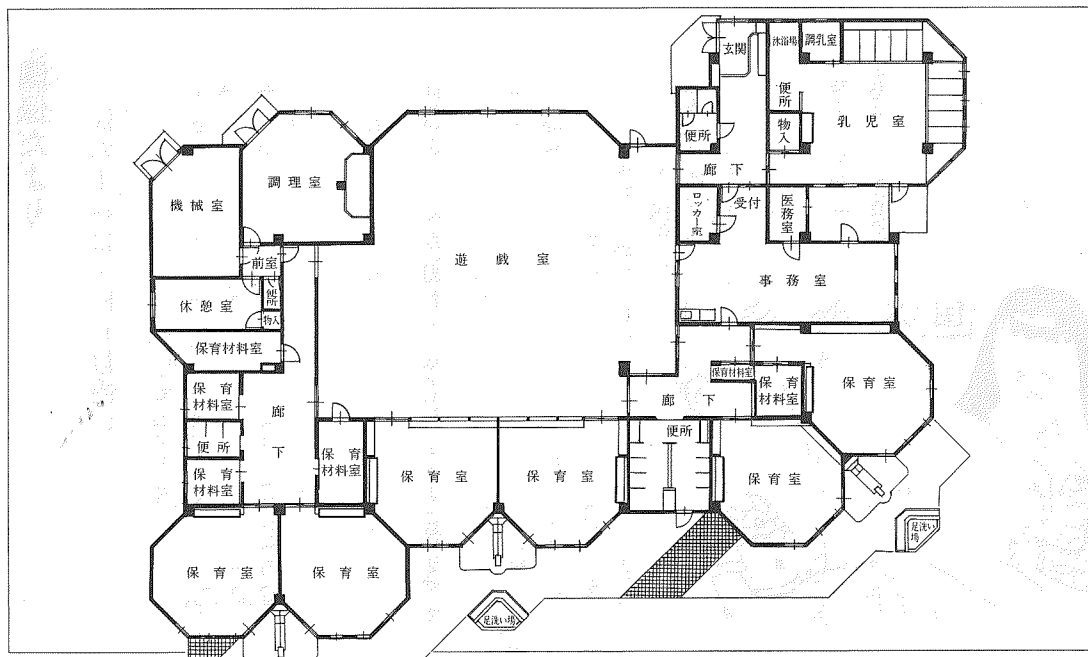 玄関
沐浴場
調乳室
便所
便所
物入
乳児室
廊下
調理室
機械室
ロッカー室
受付
医務室
前室
遊戯室
事務室
休憩室
便所
物入
保育材料室
保育
材料室
保育材料室
保育
材料室
保育室
廊下
廊下
便所
便所
保育
材料室
保育
材料室
保育室
保育室
保育室
足洗い
場
保育室
保育室
足洗い場